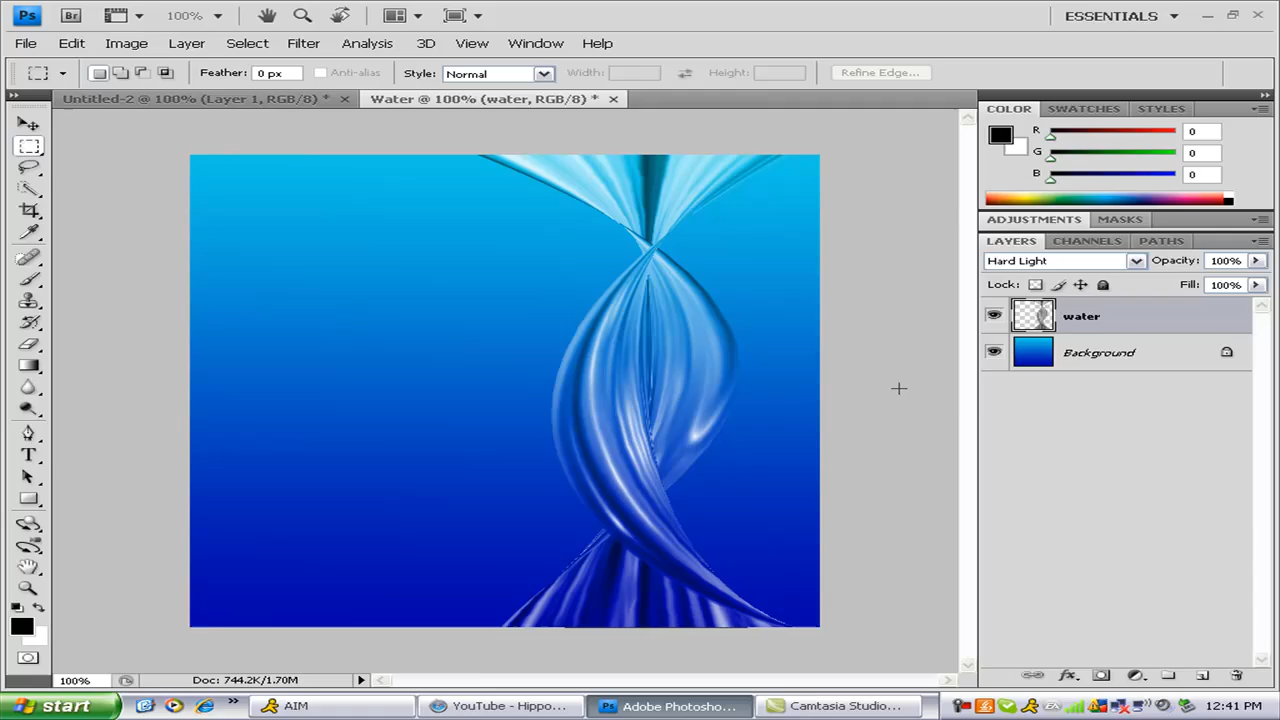 Ps Br 100% ESSENTIALS
File Edit Image Layer Select Filter Analysis 3D View Window Help
Feather: 0 px Anti-alias Style: Normal Width: Height: Refine Edge...
Untitled-2 @ 100% (Layer 1, RGB/8) * Water @ 100% (water, RGB/8) *
COLOR SWATCHES STYLES
R 0
G 0
B 0
ADJUSTMENTS MASKS
LAYERS CHANNELS PATHS
Hard Light Opacity: 100%
Lock: Fill: 100%
water
Background
T
fx
100% Doc: 744.2K/1.70M
start AIM YouTube - Hippo... Ps Adobe Photosho... Camtasia Studio... 12:41 PM